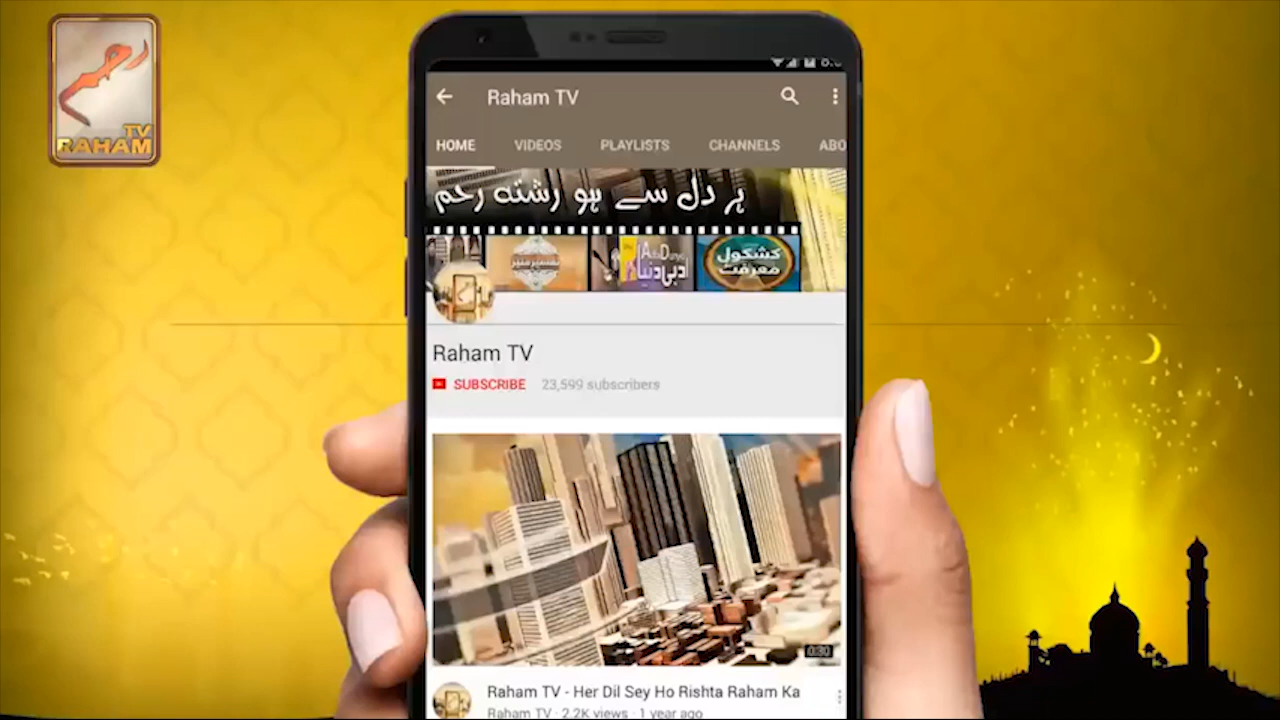 TV
RAHAM
Raham TV
HOME VIDEOS PLAYLISTS CHANNELS ABO
ہر دل سے ہو رشتہ رحم
ادبی دنیا
کشکول
معرفت
Raham TV
SUBSCRIBE 23,599 subscribers
0:30
Raham TV - Her Dil Sey Ho Rishta Raham Ka
Raham TV · 2.2K views · 1 year ago